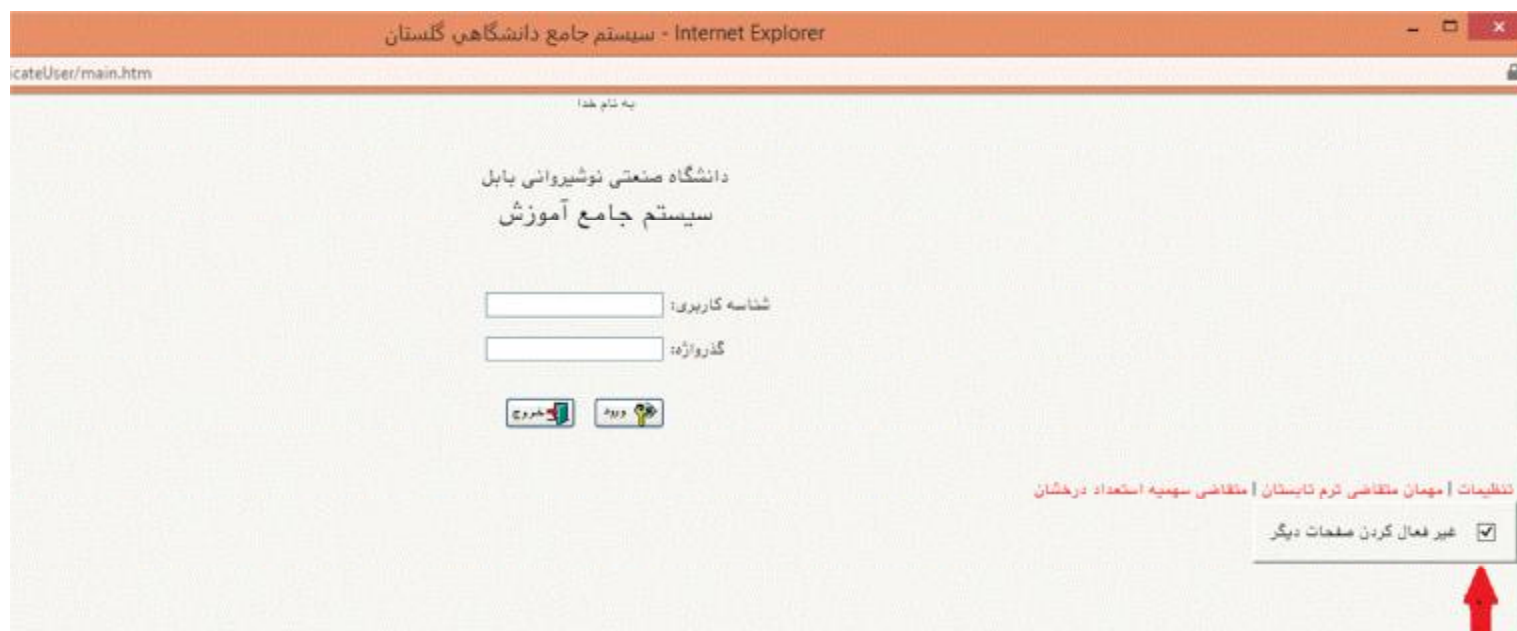 سیستم جامع دانشگاهي گلستان - Internet Explorer
icateUser/main.htm
به نام خدا
دانشگاه صنعتی نوشیروانی بابل
سیستم جامع آموزش
شناسه کاربری:
گذرواژه:
ورود خروج
تنظیمات | مهمان متقاضی ترم تابستان | متقاضی سهمیه استعداد درخشان
غیر فعال کردن صفحات دیگر